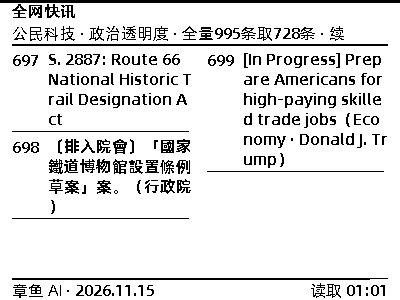 全网快讯
公民科技 · 政治透明度 · 全量995条取728条 · 续
697 S. 2887: Route 66
National Historic T
rail Designation A
ct
698 〔排入院會〕「國家
鐵道博物館設置條例
草案」案。（行政院
）
699 [In Progress] Prep
are Americans for
high-paying skille
d trade jobs（Eco
nomy · Donald J. Tr
ump）
章鱼 AI · 2026.11.15
读取 01:01